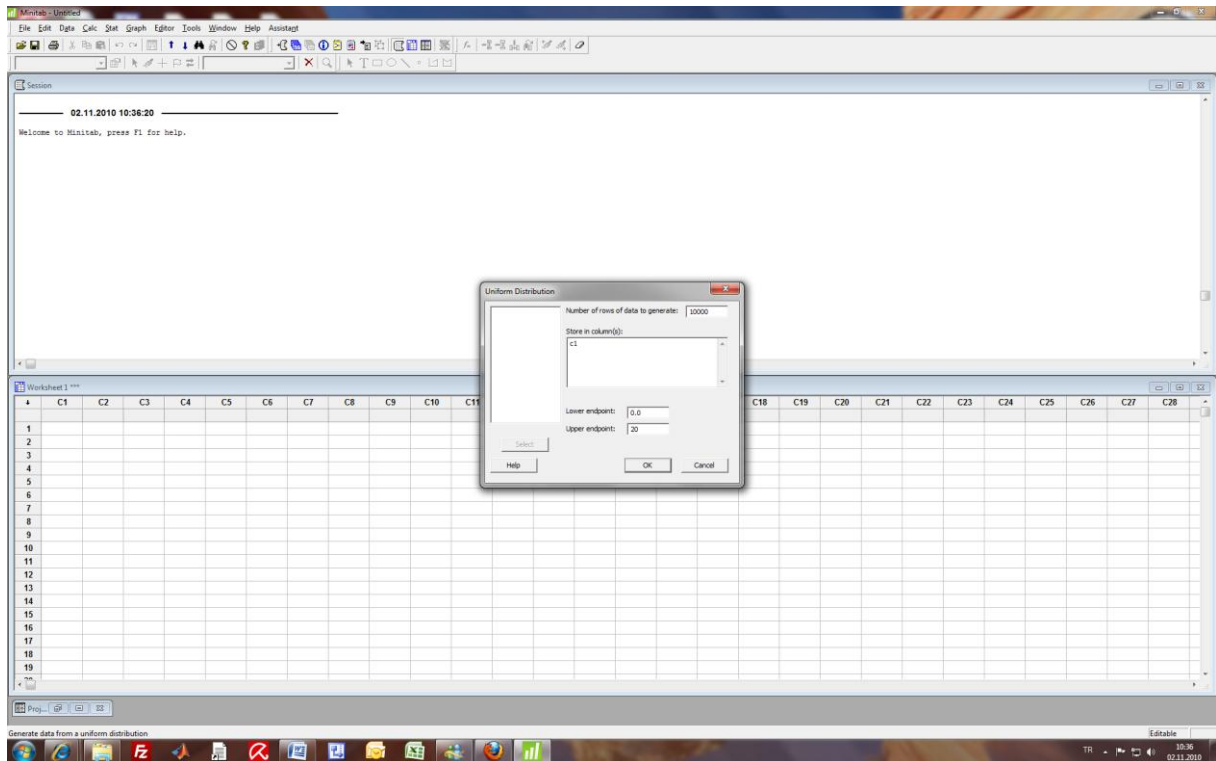 Minitab - Untitled
File Edit Data Calc Stat Graph Editor Tools Window Help Assistant
Session
02.11.2010 10:36:20
Welcome to Minitab, press F1 for help.
Uniform Distribution
Number of rows of data to generate: 10000
Store in column(s):
c1
Lower endpoint: 0.0
Upper endpoint: 20
Select
Help OK Cancel
Worksheet 1 ***
C1 C2 C3 C4 C5 C6 C7 C8 C9 C10 C11 C18 C19 C20 C21 C22 C23 C24 C25 C26 C27 C28
1
2
3
4
5
6
7
8
9
10
11
12
13
14
15
16
17
18
19
Proj...
Generate data from a uniform distribution Editable
TR 10:36
02.11.2010